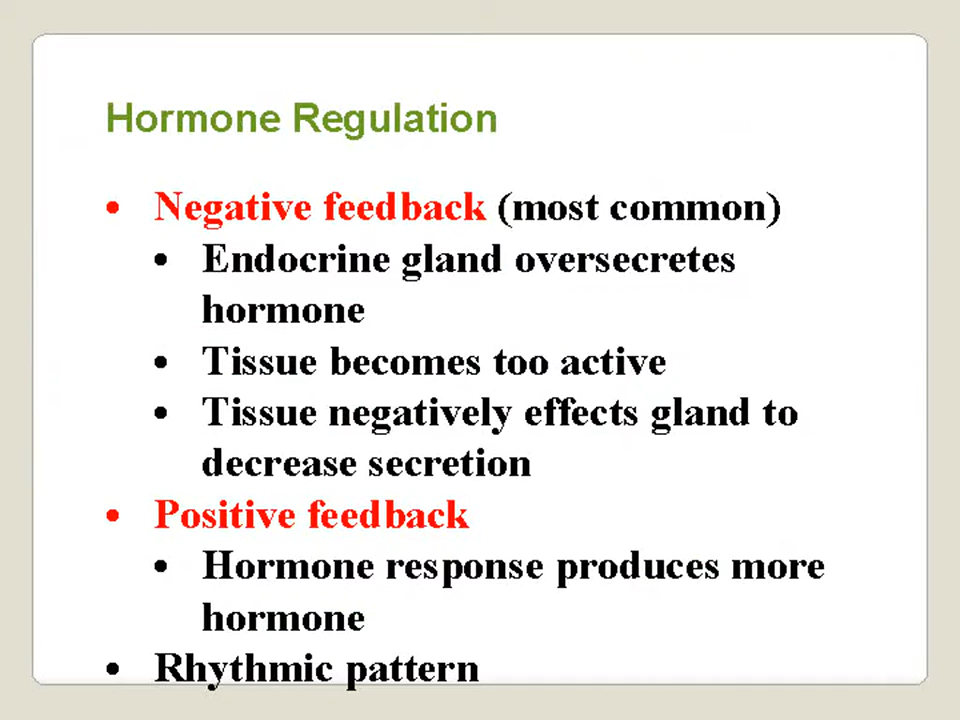 Hormone Regulation
• Negative feedback (most common)
• Endocrine gland oversecretes
hormone
• Tissue becomes too active
• Tissue negatively effects gland to
decrease secretion
• Positive feedback
• Hormone response produces more
hormone
• Rhythmic pattern